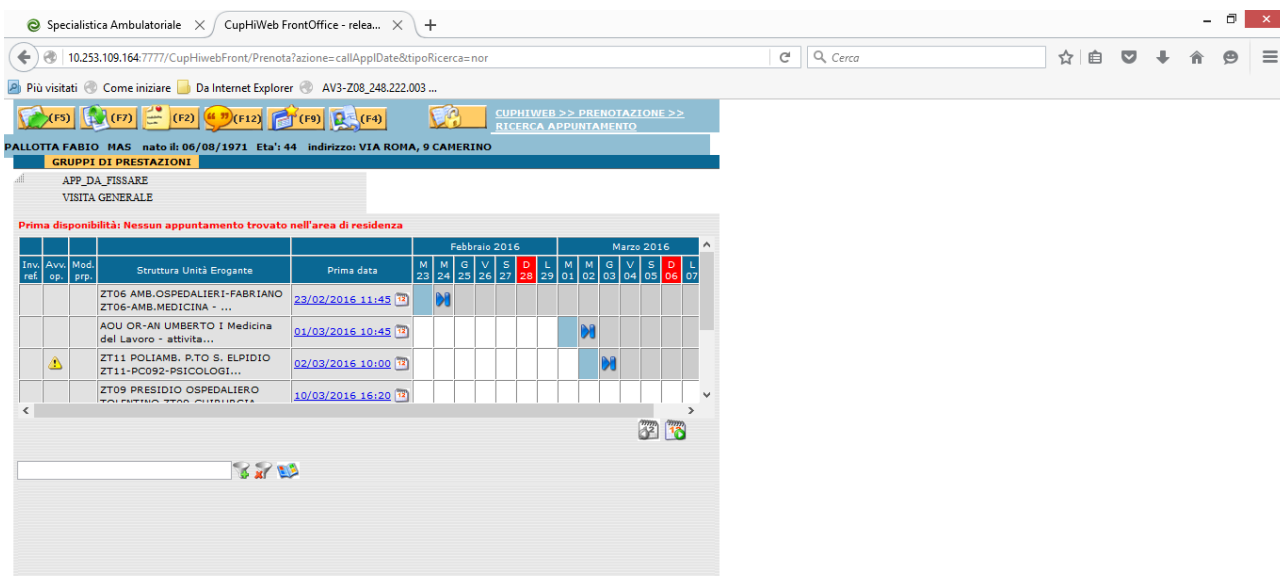 Specialistica Ambulatoriale
CupHiWeb FrontOffice - relea...
10.253.109.164:7777/CupHiwebFront/Prenota?azione=callApplDate&tipoRicerca=nor
Cerca
Più visitati Come iniziare Da Internet Explorer AV3-Z08_248.222.003 ...
(F5) (F7) (F2) (F12) (F9) (F4)
CUPHIWEB >> PRENOTAZIONE >>
RICERCA APPUNTAMENTO
PALLOTTA FABIO MAS nato il: 06/08/1971 Eta': 44 indirizzo: VIA ROMA, 9 CAMERINO
GRUPPI DI PRESTAZIONI
APP_DA_FISSARE
VISITA GENERALE
Prima disponibilità: Nessun appuntamento trovato nell'area di residenza
Febbraio 2016 Marzo 2016
Inv. ref. Avv. op. Mod. prp. Struttura Unità Erogante Prima data
M M G V S D L M M G V S D L
23 24 25 26 27 28 29 01 02 03 04 05 06 07
ZT06 AMB.OSPEDALIERI-FABRIANO
ZT06-AMB.MEDICINA - ...
23/02/2016 11:45 12
AOU OR-AN UMBERTO I Medicina
del Lavoro - attivita...
01/03/2016 10:45 12
ZT11 POLIAMB. P.TO S. ELPIDIO
ZT11-PC092-PSICOLOGI...
02/03/2016 10:00 12
ZT09 PRESIDIO OSPEDALIERO
TOLENTINO ZT09-CHIRURGIA
10/03/2016 16:20 12